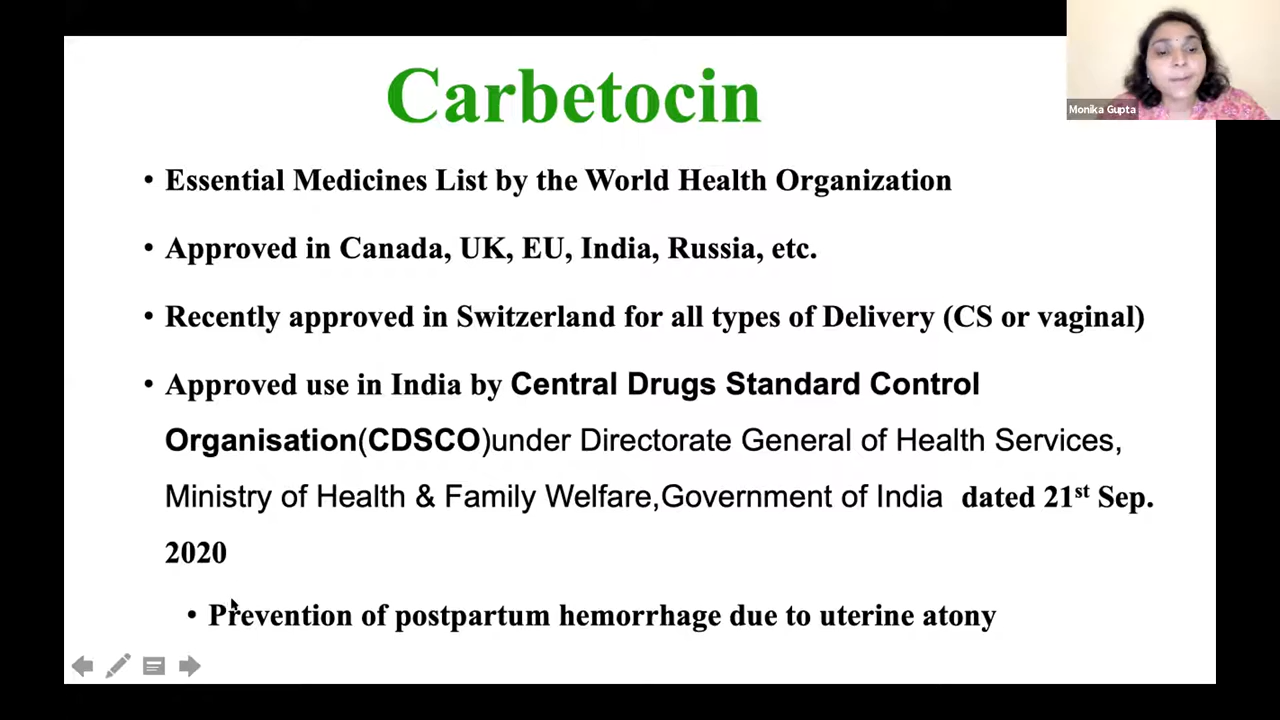 Carbetocin
Monika Gupta
• Essential Medicines List by the World Health Organization
• Approved in Canada, UK, EU, India, Russia, etc.
• Recently approved in Switzerland for all types of Delivery (CS or vaginal)
• Approved use in India by Central Drugs Standard Control
Organisation(CDSCO)under Directorate General of Health Services,
Ministry of Health & Family Welfare,Government of India dated 21st Sep.
2020
• Prevention of postpartum hemorrhage due to uterine atony